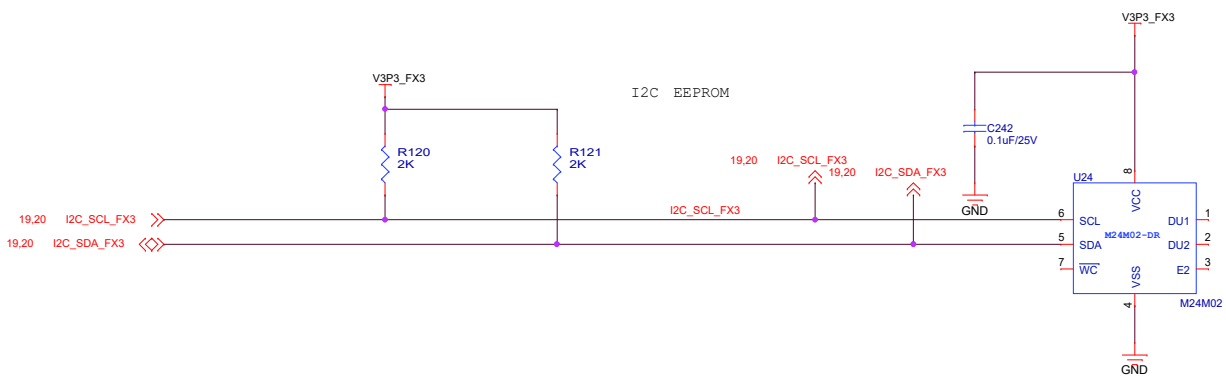 V3P3_FX3
V3P3_FX3
I2C EEPROM
R120
2K
R121
2K
C242
0.1uF/25V
19,20 I2C_SCL_FX3
19,20 I2C_SDA_FX3
GND
U24
8
VCC
19,20 I2C_SCL_FX3
I2C_SCL_FX3
6 SCL
DU1 1
19,20 I2C_SDA_FX3
5 SDA
M24M02-DR
DU2 2
7 WC
E2 3
VSS
4
M24M02
GND